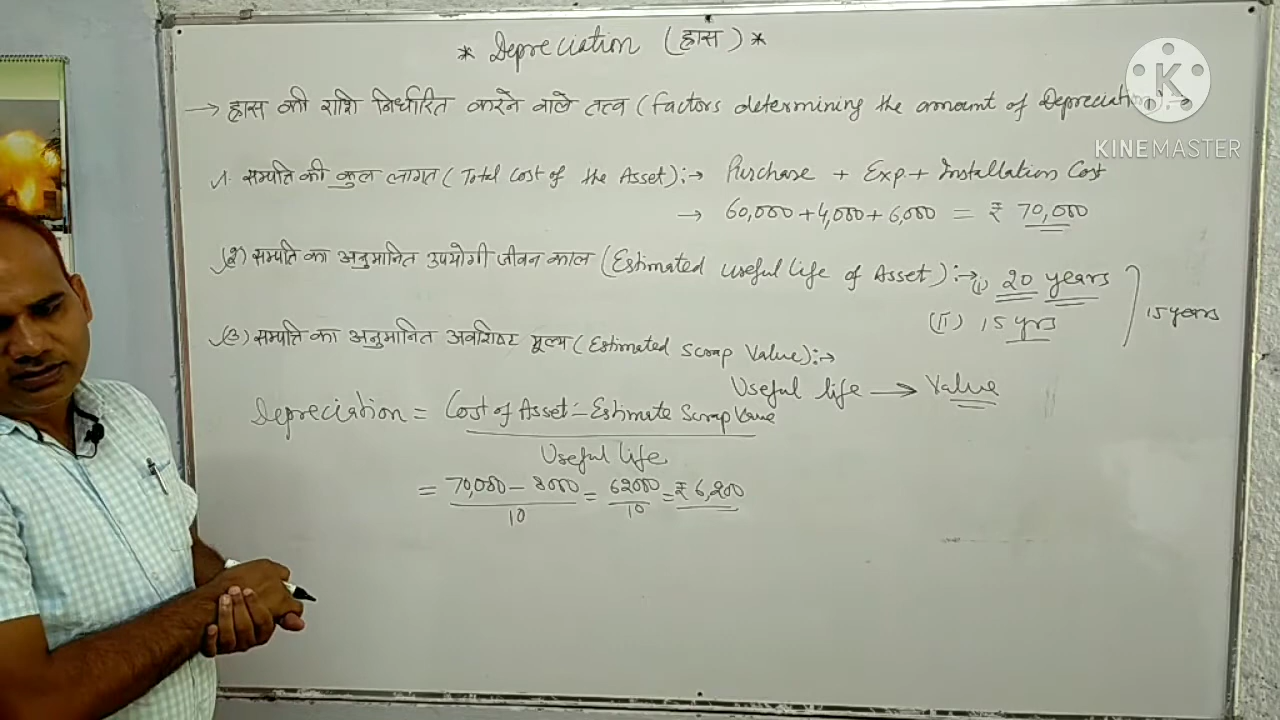 * Depreciation (ह्रास) *
→ ह्रास की राशि निर्धारित करने वाले तत्व (Factors determining the amount of Depreciation):→
1. सम्पत्ति की कुल लागत (Total Cost of the Asset):→ Purchase + Exp + Installation Cost
→ 60,000 + 4,000 + 6,000 = ₹ 70,000
(2) सम्पत्ति का अनुमानित उपयोगी जीवन काल (Estimated useful life of Asset):→ (I) 20 years
(II) 15 yrs
15 years
(3) सम्पत्ति का अनुमानित अवशिष्ट मूल्य (Estimated Scrap Value):→
Useful life → Value
Depreciation = Cost of Asset - Estimate Scrap Value
Useful life
= 70,000 - 8000 = 62000 = ₹ 6,200
10 10
K
KINEMASTER